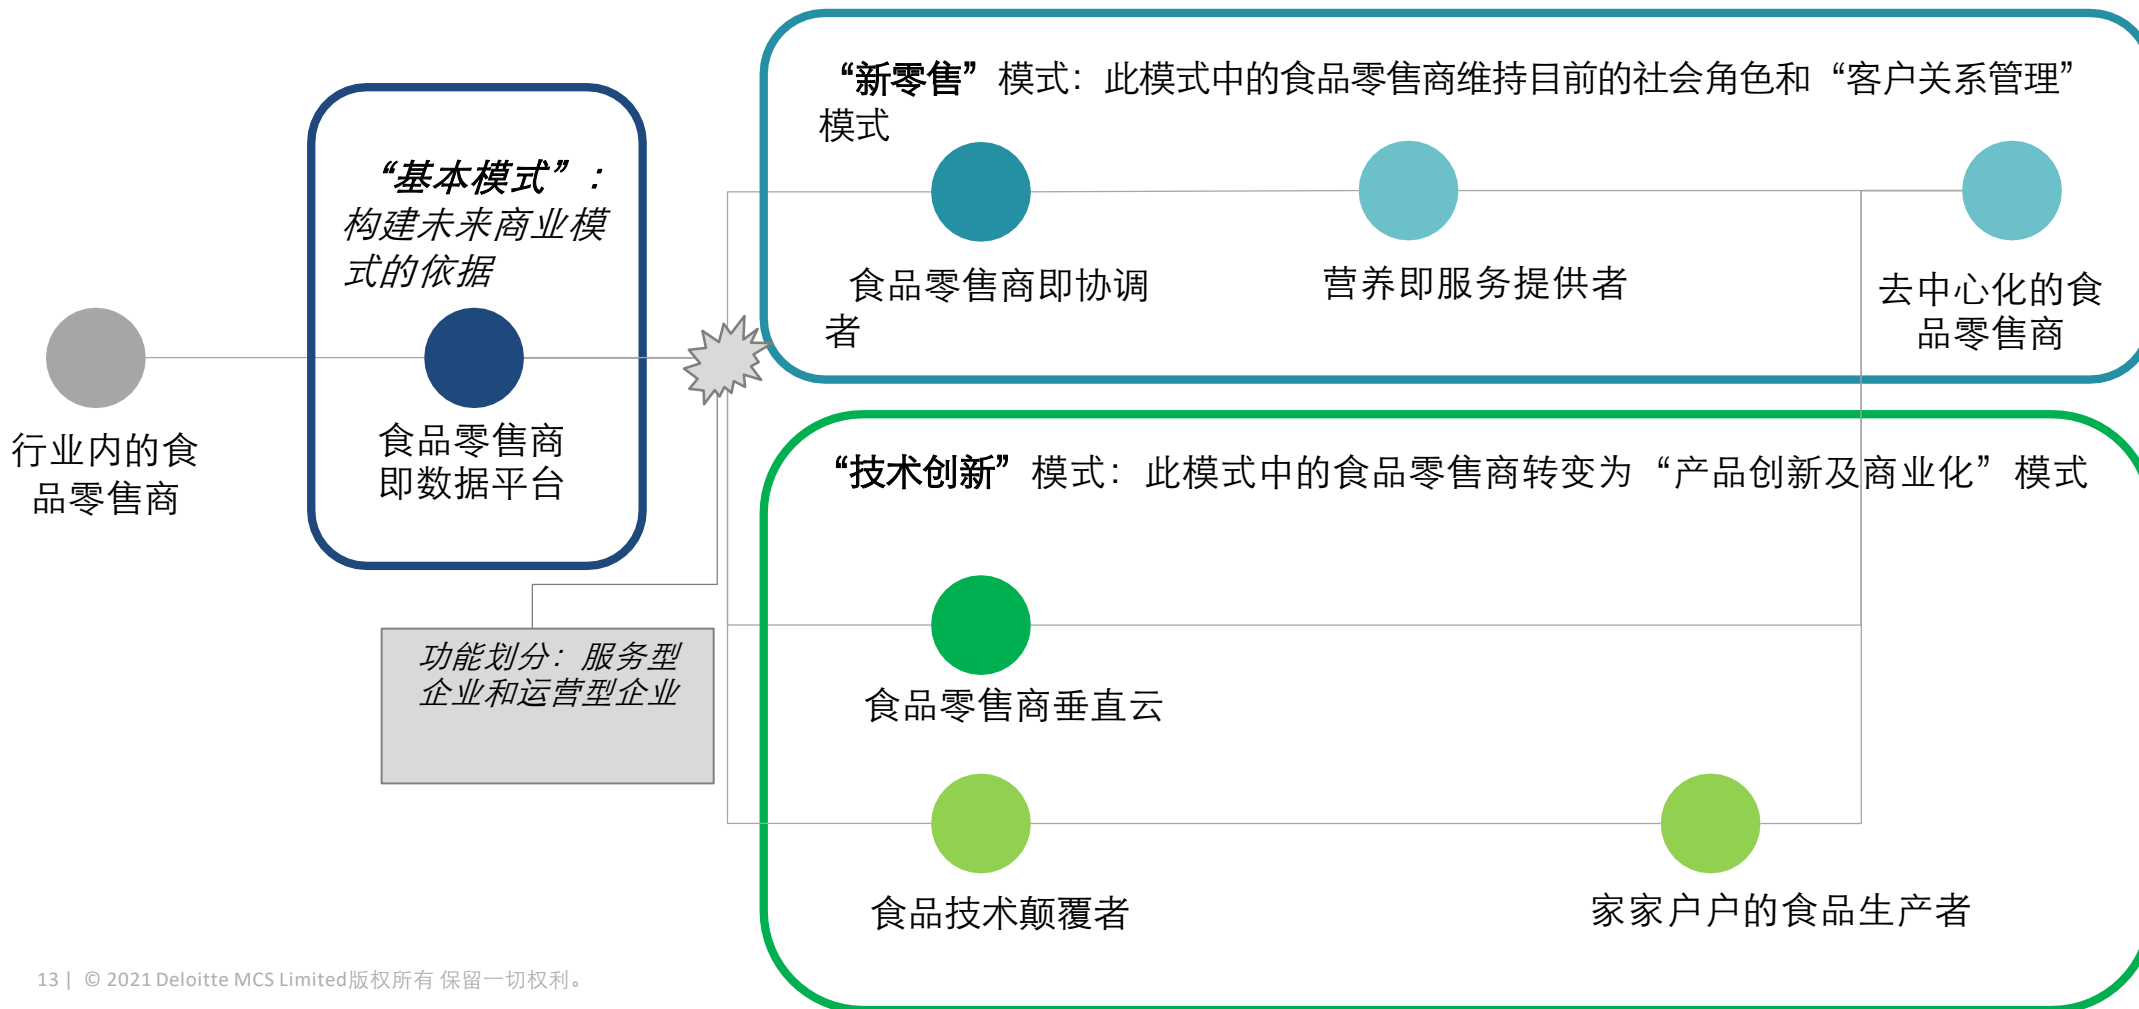 “新零售”模式：此模式中的食品零售商维持目前的社会角色和“客户关系管理”
模式
“基本模式”：
构建未来商业模
式的依据
食品零售商即协调
者
营养即服务提供者
去中心化的食
品零售商
行业内的食
品零售商
食品零售商
即数据平台
“技术创新”模式：此模式中的食品零售商转变为“产品创新及商业化”模式
功能划分：服务型
企业和运营型企业
食品零售商垂直云
食品技术颠覆者
家家户户的食品生产者
13 | © 2021 Deloitte MCS Limited版权所有 保留一切权利。